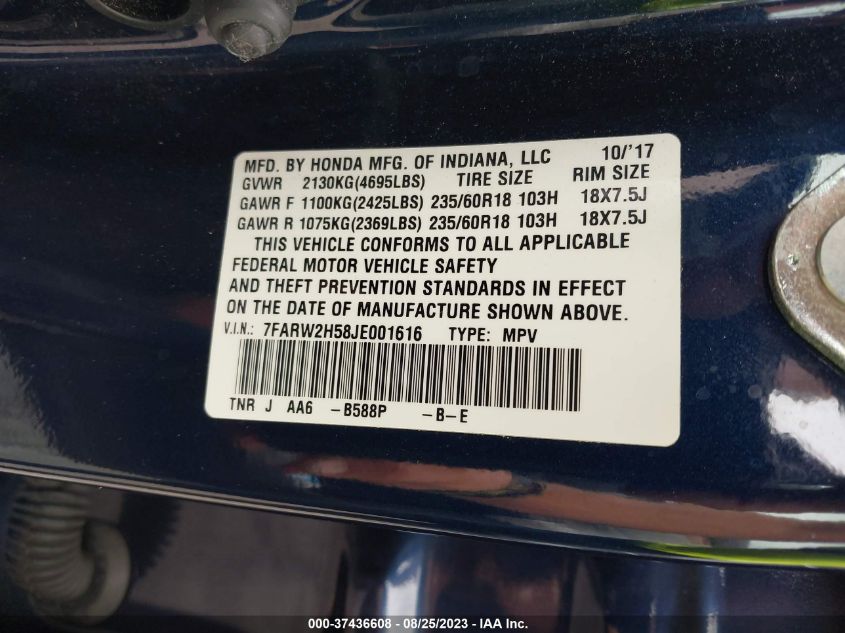 MFD. BY HONDA MFG. OF INDIANA, LLC 10/'17
GVWR 2130KG(4695LBS) TIRE SIZE RIM SIZE
GAWR F 1100KG(2425LBS) 235/60R18 103H 18X7.5J
GAWR R 1075KG(2369LBS) 235/60R18 103H 18X7.5J
THIS VEHICLE CONFORMS TO ALL APPLICABLE
FEDERAL MOTOR VEHICLE SAFETY
AND THEFT PREVENTION STANDARDS IN EFFECT
ON THE DATE OF MANUFACTURE SHOWN ABOVE.
V.I.N.: 7FARW2H58JE001616 TYPE: MPV
TNR J AA6 -B588P -B-E
000-37436608 - 08/25/2023 - IAA Inc.